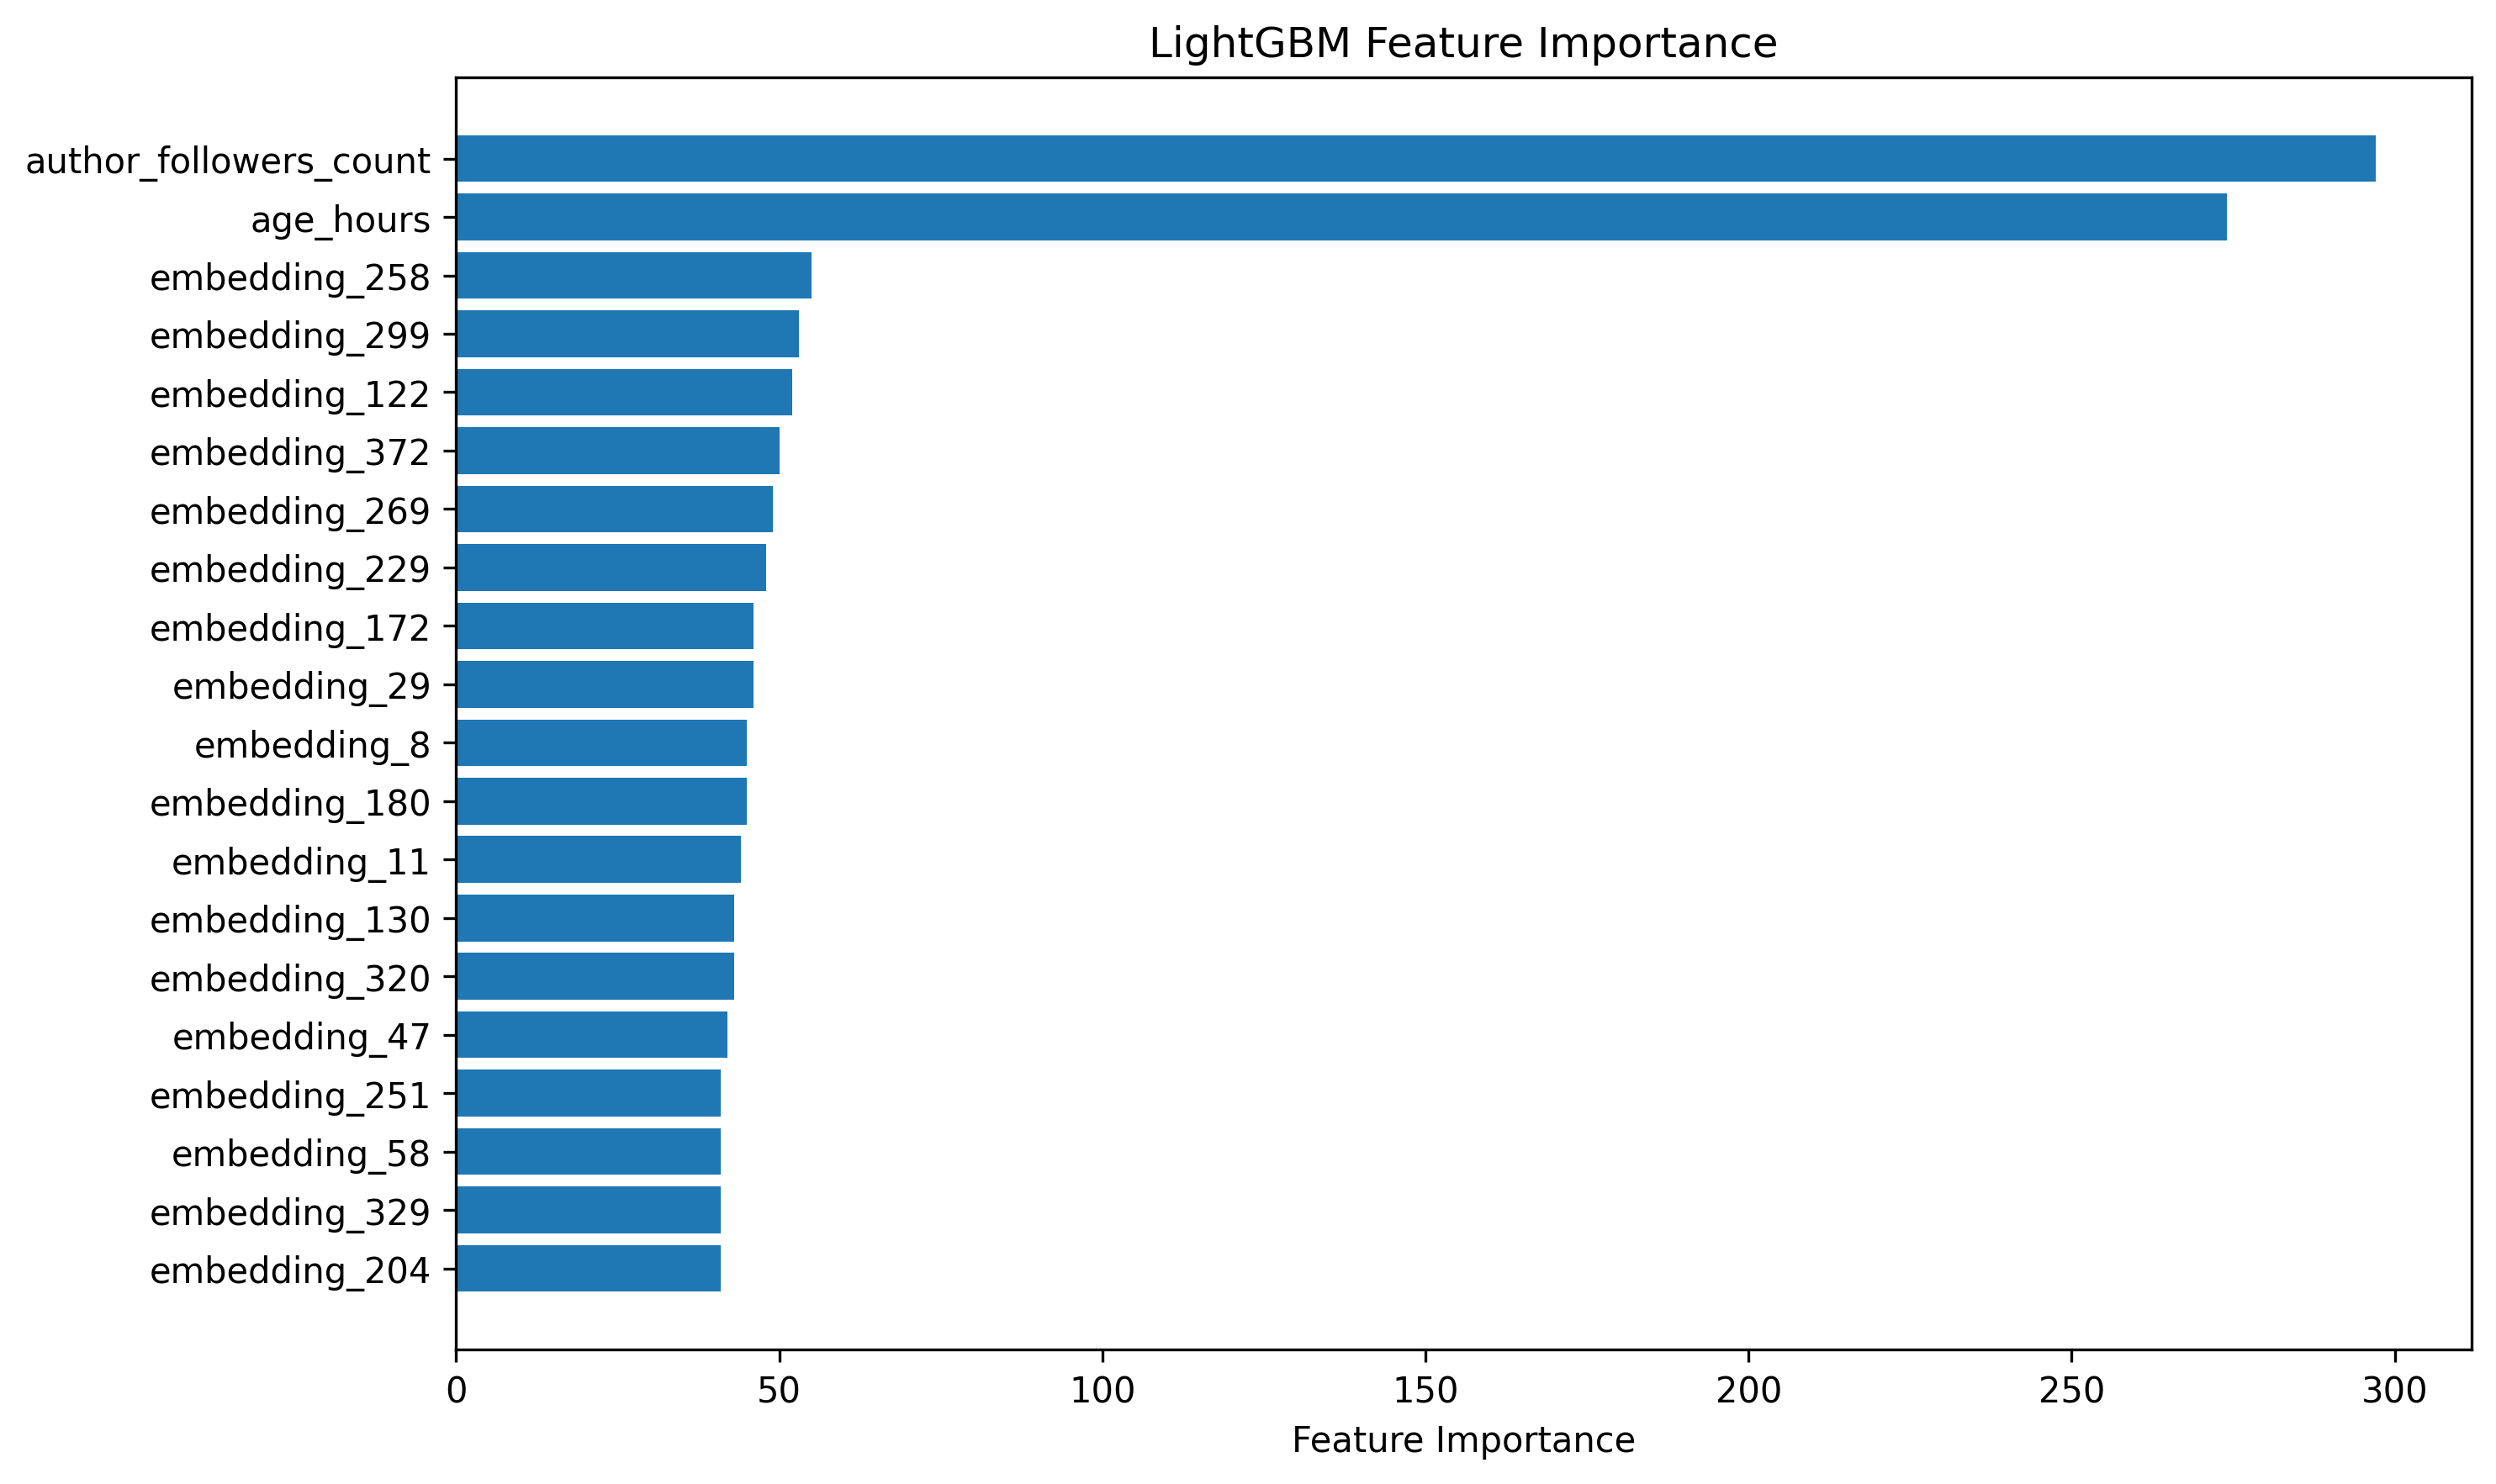 LightGBM Feature Importance
author_followers_count
age_hours
embedding_258
embedding_299
embedding_122
embedding_372
embedding_269
embedding_229
embedding_172
embedding_29
embedding_8
embedding_180
embedding_11
embedding_130
embedding_320
embedding_47
embedding_251
embedding_58
embedding_329
embedding_204
0 50 100 150 200 250 300
Feature Importance